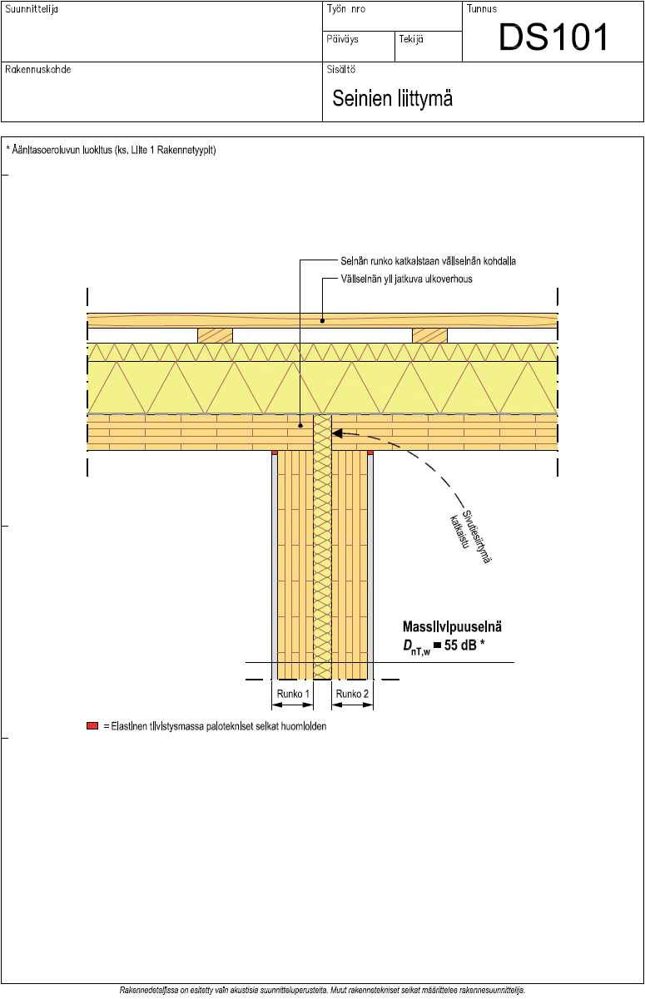 Suunnittelija
Työn nro
Tunnus
DS101
Päiväys
Tekijä
Rakennuskohde
Sisältö
Seinien liittymä
* Äänitasoeroluvun luokitus (ks. Liite 1 Rakennetyypit)
Seinän runko katkaistaan väliseinän kohdalla
Väliseinän yli jatkuva ulkoverhous
Sivutiesiirtymä
katkaistu
Massiivipuuseinä
DnT,w = 55 dB *
Runko 1
Runko 2
= Elastinen tiivistysmassa palotekniset seikat huomioiden
Rakennedetaljissa on esitetty vain akustisia suunnitteluperusteita. Muut rakennetekniset seikat määrittelee rakennesuunnittelija.